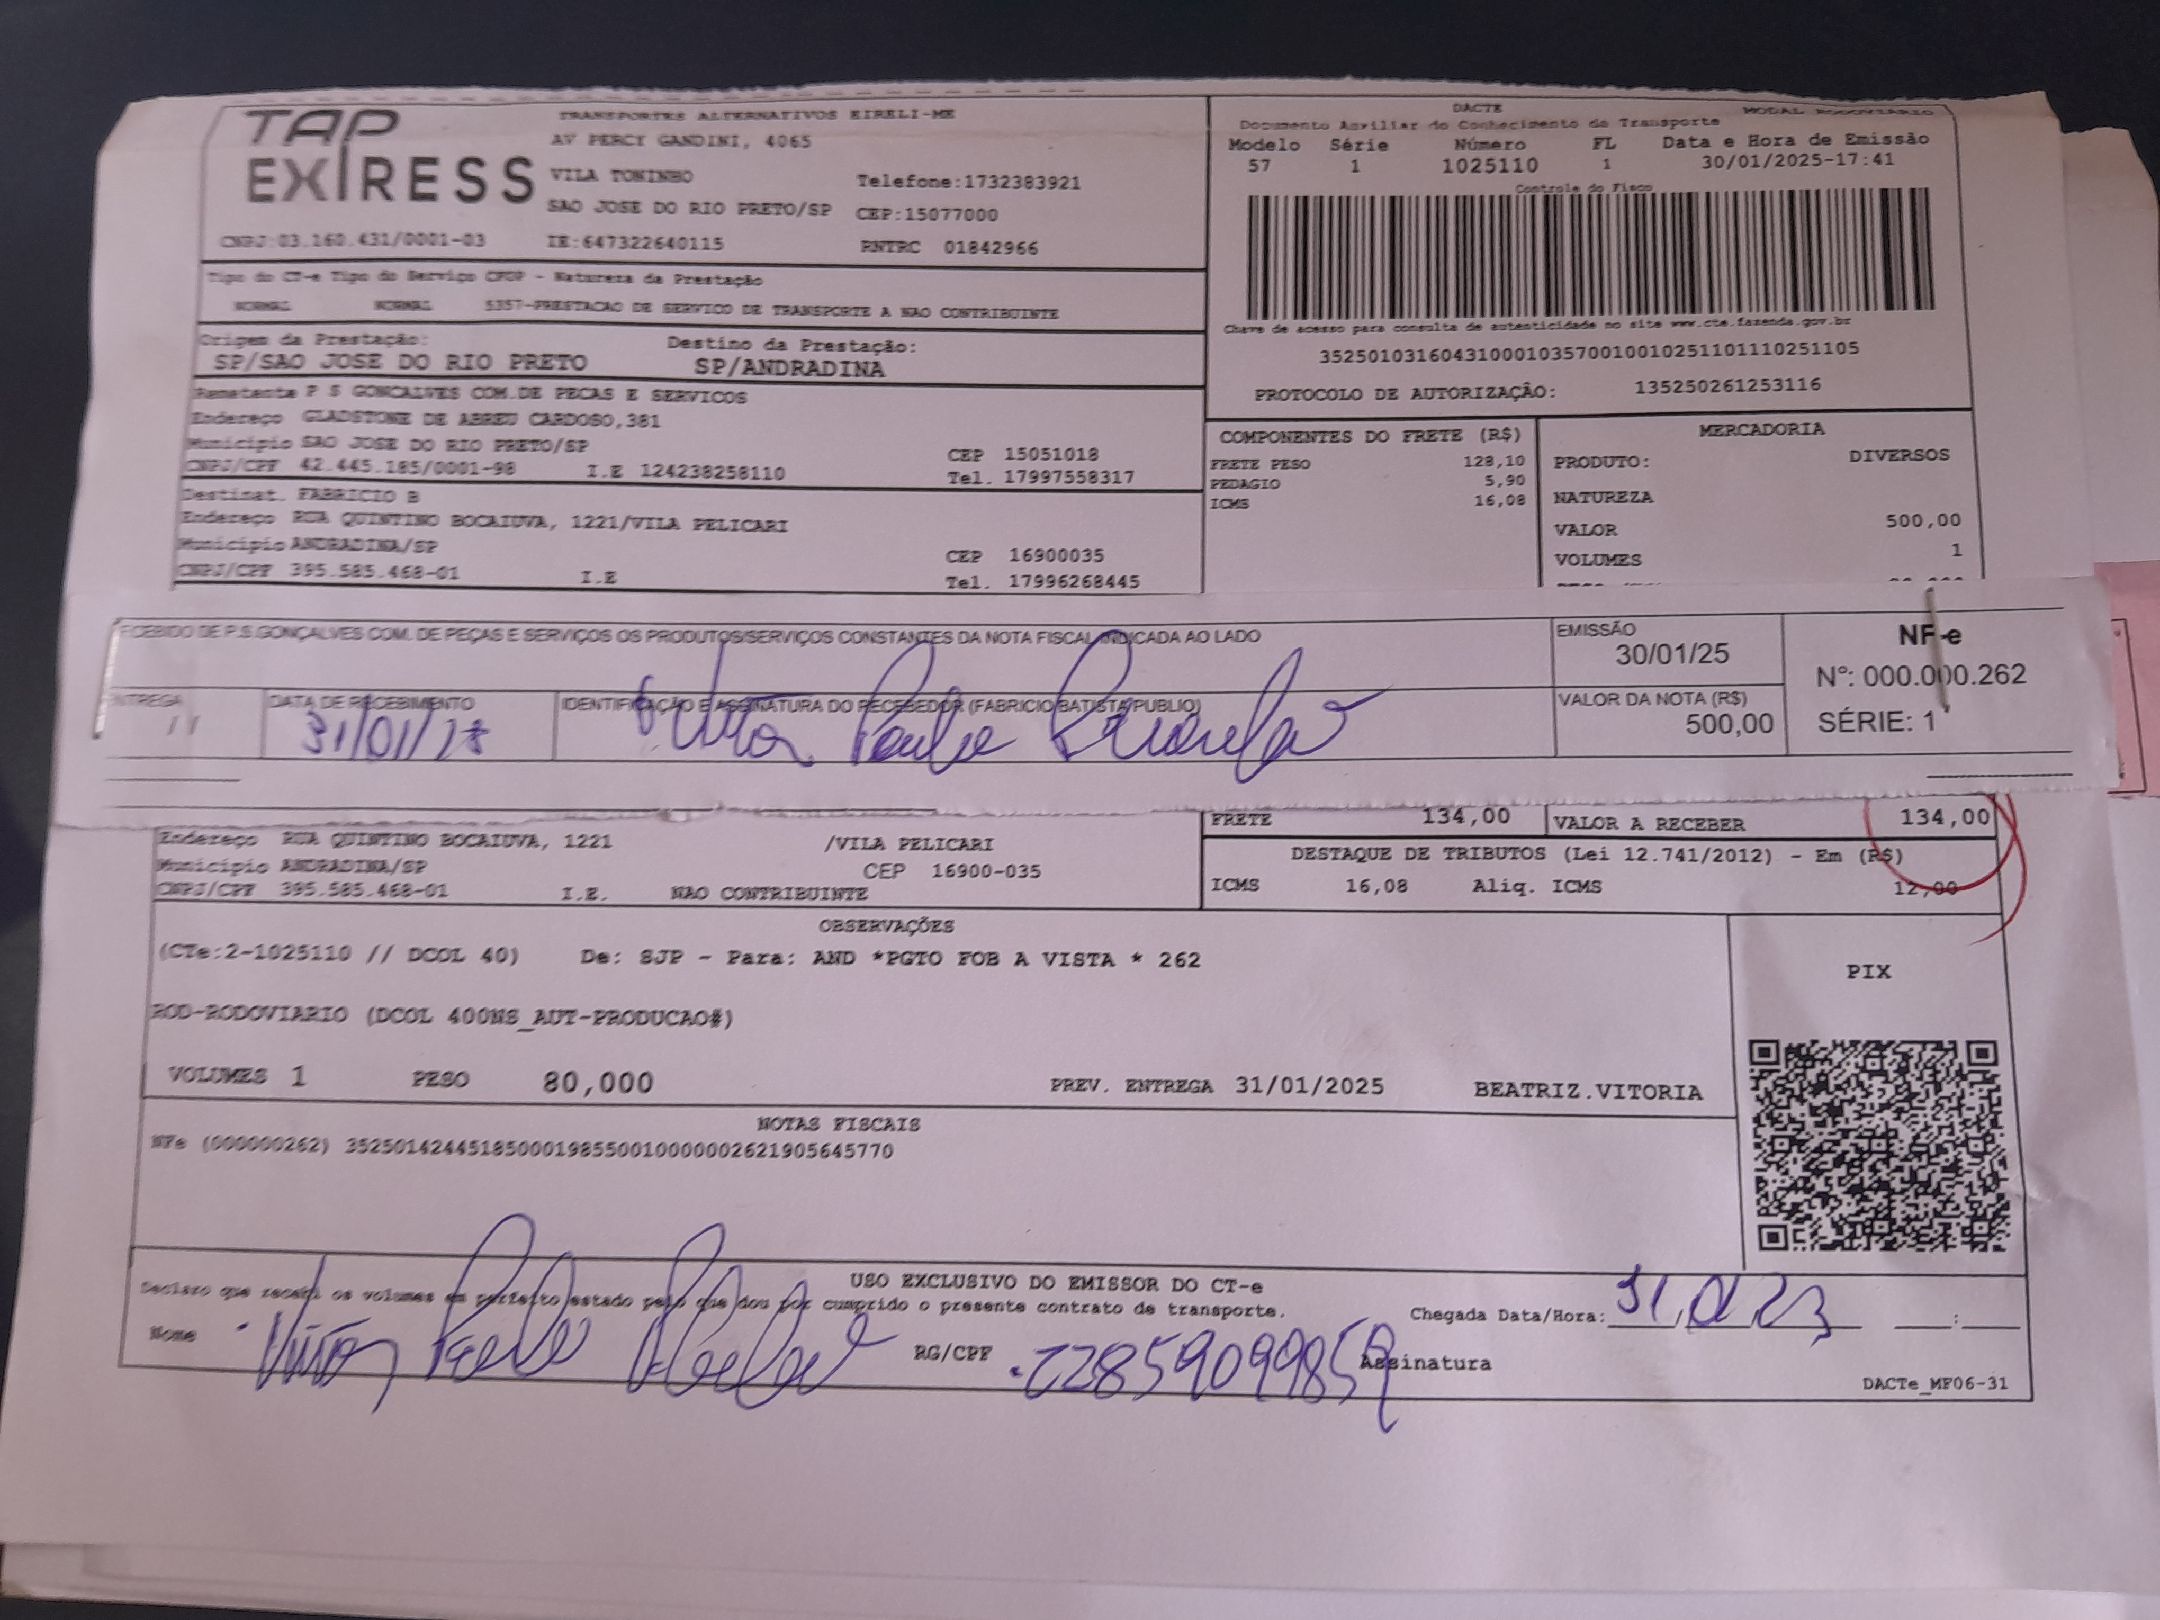 TAP EXPRESS
TRANSPORTES ALTERNATIVOS EIRELI-ME
AV PERCY GANDINI, 4065
VILA TONINHO Telefone:1732383921
SAO JOSE DO RIO PRETO/SP CEP:15077000
CNPJ:03.160.431/0001-03 IE:647322640115 RNTRC 01842966
Tipo do CT-e Tipo do Serviço CFOP - Natureza da Prestação
NORMAL NORMAL 5357-PRESTACAO DE SERVICO DE TRANSPORTE A NAO CONTRIBUINTE
Origem da Prestação: Destino da Prestação:
SP/SAO JOSE DO RIO PRETO SP/ANDRADINA
Remetente P S GONCALVES COM.DE PECAS E SERVICOS
Endereço GLADSTONE DE ABREU CARDOSO,381
Município SAO JOSE DO RIO PRETO/SP CEP 15051018
CNPJ/CPF 42.445.185/0001-98 I.E 124238258110 Tel. 17997558317
Destinat. FABRICIO B
Endereço RUA QUINTINO BOCAIUVA, 1221/VILA PELICARI
Município ANDRADINA/SP CEP 16900035
CNPJ/CPF 395.585.468-01 I.E Tel. 17996268445
DACTE MODAL RODOVIARIO
Documento Auxiliar do Conhecimento de Transporte
Modelo Série Número FL Data e Hora de Emissão
57 1 1025110 1 30/01/2025-17:41
Controle do Fisco
Chave de acesso para consulta de autenticidade no site www.cte.fazenda.gov.br
35250103160431000103570010010251101110251105
PROTOCOLO DE AUTORIZAÇÃO: 135250261253116
COMPONENTES DO FRETE (R$)
FRETE PESO 128,10
PEDAGIO 5,90
ICMS 16,08
MERCADORIA
PRODUTO: DIVERSOS
NATUREZA
VALOR 500,00
VOLUMES 1
ECEBIDO DE P.S.GONÇALVES COM. DE PEÇAS E SERVIÇOS OS PRODUTOS/SERVIÇOS CONSTANTES DA NOTA FISCAL INDICADA AO LADO
EMISSÃO
30/01/25
NF-e
Nº: 000.000.262
SÉRIE: 1
NTREGA
/ /
DATA DE RECEBIMENTO
31/01/25
IDENTIFICAÇÃO E ASSINATURA DO RECEBEDOR (FABRICIO BATISTA PUBLIO)
VALOR DA NOTA (R$)
500,00
Endereço RUA QUINTINO BOCAIUVA, 1221 /VILA PELICARI
Município ANDRADINA/SP CEP 16900-035
CNPJ/CPF 395.585.468-01 I.E. NAO CONTRIBUINTE
FRETE 134,00 VALOR A RECEBER 134,00
DESTAQUE DE TRIBUTOS (Lei 12.741/2012) - Em (R$)
ICMS 16,08 Aliq. ICMS 12,00
OBSERVAÇÕES
(CTe:2-1025110 // DCOL 40) De: SJP - Para: AND *PGTO FOB A VISTA * 262
ROD-RODOVIARIO (DCOL 400NS_AUT-PRODUCAO#)
VOLUMES 1 PESO 80,000 PREV. ENTREGA 31/01/2025 BEATRIZ.VITORIA
PIX
NOTAS FISCAIS
NFe (000000262) 35250142445185000198550010000002621905645770
USO EXCLUSIVO DO EMISSOR DO CT-e
Declaro que recebi os volumes em perfeito estado pelo que dou por cumprido o presente contrato de transporte.
Chegada Data/Hora: :
Nome RG/CPF 22859099859 Assinatura
DACTe_MF06-31